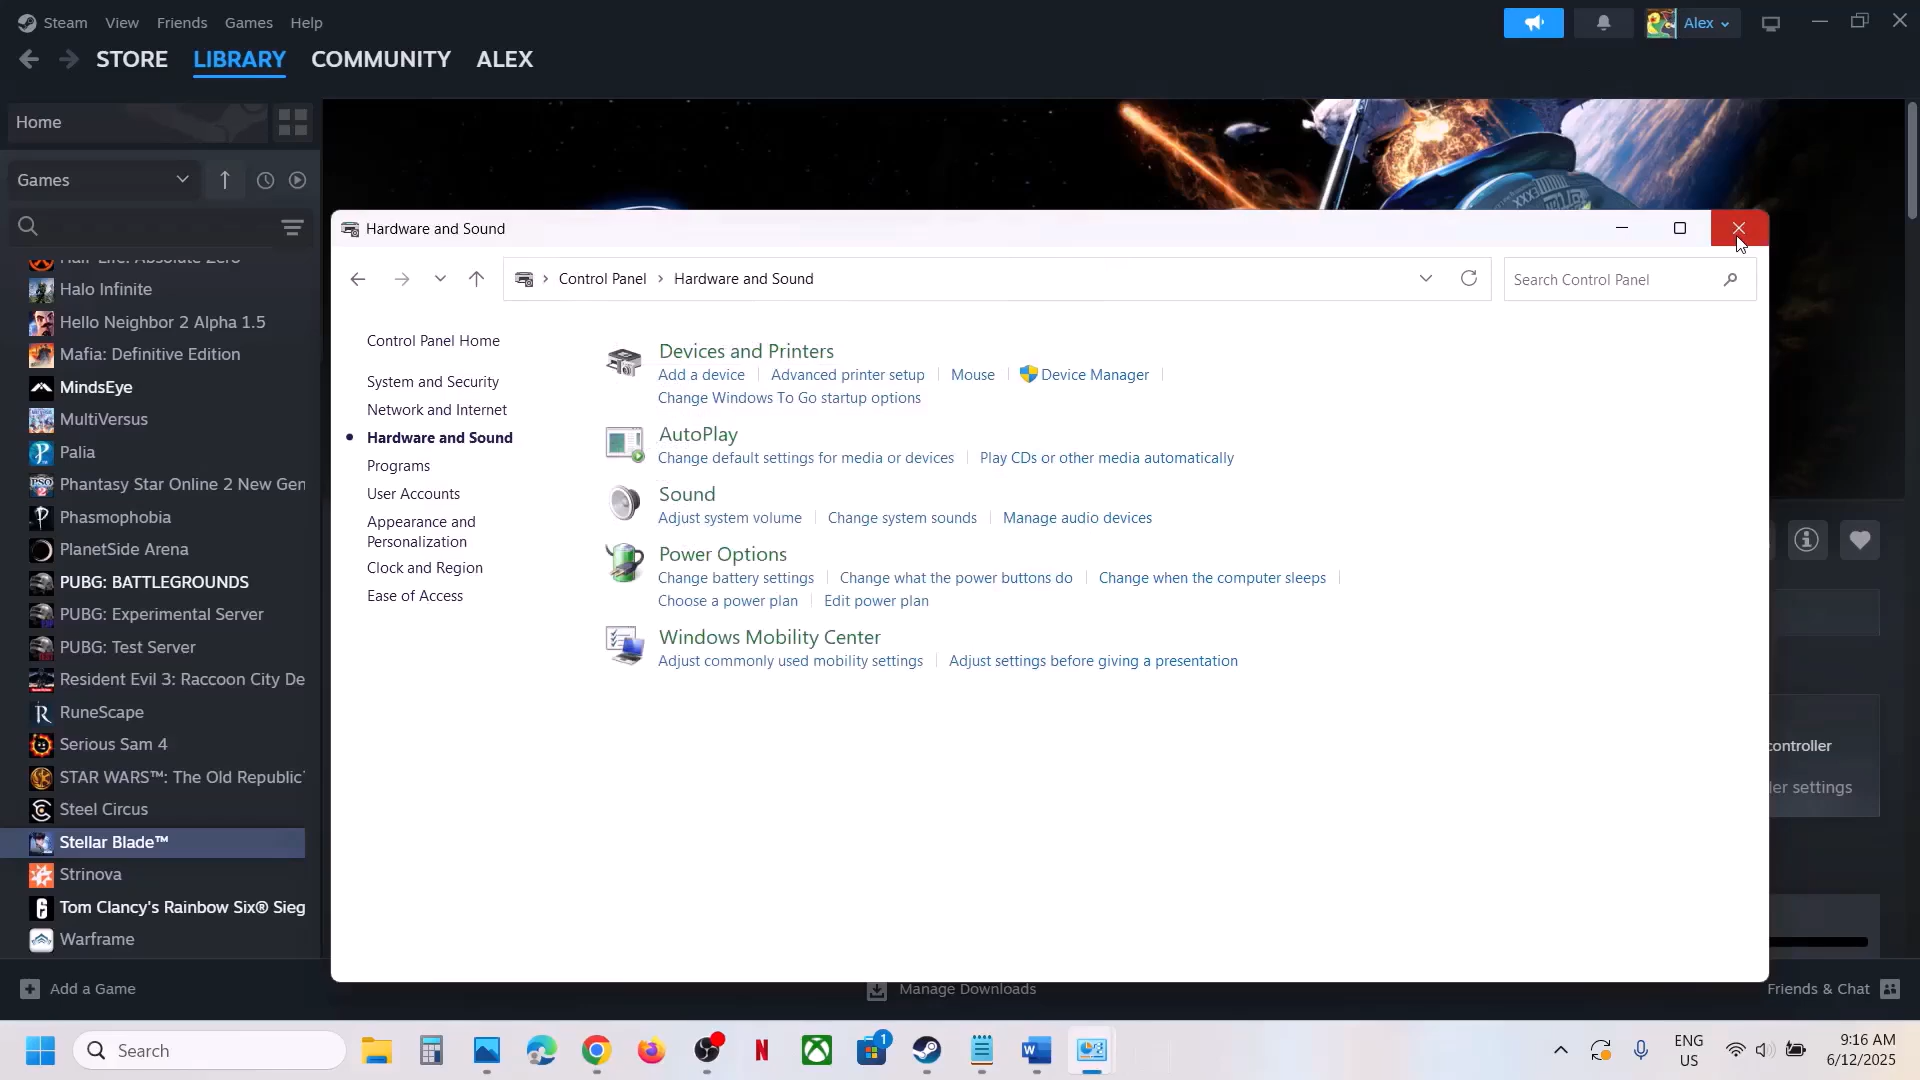 Steam View Friends Games Help
Alex
STORE LIBRARY COMMUNITY ALEX
Home
Games
Half-Life: Absolute Zero
Halo Infinite
Hello Neighbor 2 Alpha 1.5
Mafia: Definitive Edition
MindsEye
MultiVersus
Palia
Phantasy Star Online 2 New Gen
Phasmophobia
PlanetSide Arena
PUBG: BATTLEGROUNDS
PUBG: Experimental Server
PUBG: Test Server
Resident Evil 3: Raccoon City De
RuneScape
Serious Sam 4
STAR WARS™: The Old Republic
Steel Circus
Stellar Blade™
Strinova
Tom Clancy's Rainbow Six® Sieg
Warframe
Add a Game
Hardware and Sound
Control Panel > Hardware and Sound
Search Control Panel
Control Panel Home
System and Security
Network and Internet
Hardware and Sound
Programs
User Accounts
Appearance and
Personalization
Clock and Region
Ease of Access
Devices and Printers
Add a device Advanced printer setup Mouse Device Manager
Change Windows To Go startup options
AutoPlay
Change default settings for media or devices Play CDs or other media automatically
Sound
Adjust system volume Change system sounds Manage audio devices
Power Options
Change battery settings Change what the power buttons do Change when the computer sleeps
Choose a power plan Edit power plan
Windows Mobility Center
Adjust commonly used mobility settings Adjust settings before giving a presentation
controller
settings
Manage Downloads
Friends & Chat
Search
1
ENG
US
9:16 AM
6/12/2025